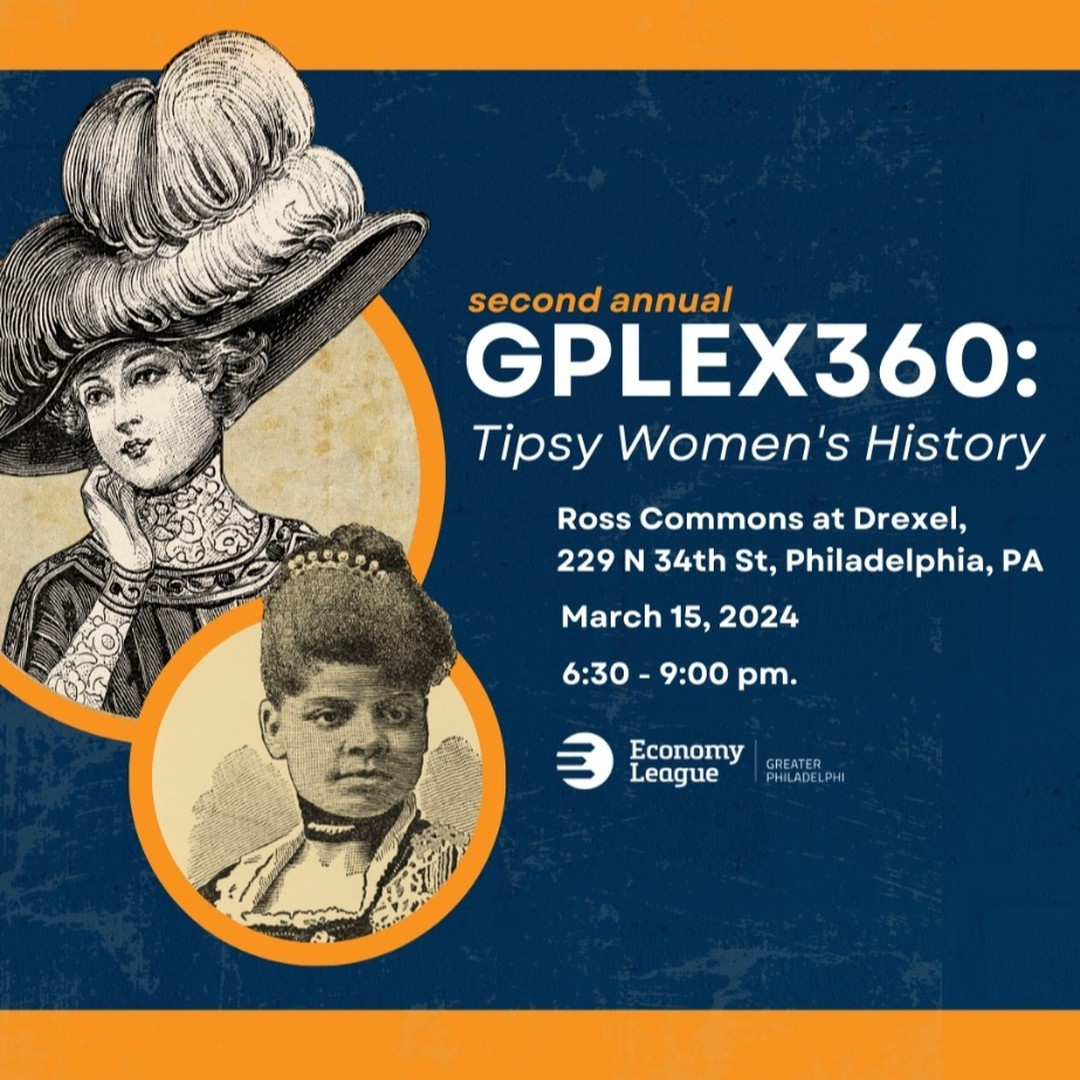 second annual
GPLEX360:
Tipsy Women's History
Ross Commons at Drexel,
229 N 34th St, Philadelphia, PA
March 15, 2024
6:30 - 9:00 pm.
Economy
League
GREATER
PHILADELPHI